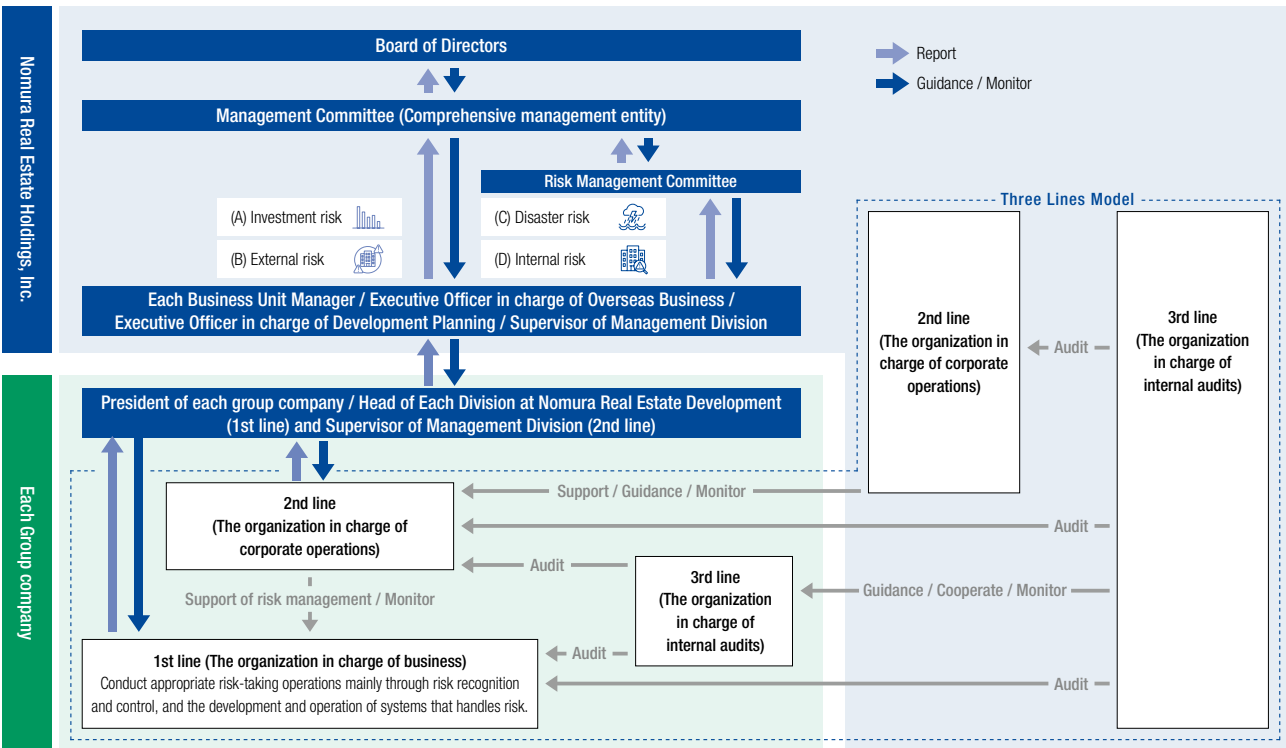 Nomura Real Estate Holdings, Inc.
Board of Directors
Report
Guidance / Monitor
Management Committee (Comprehensive management entity)
Risk Management Committee
(A) Investment risk
(B) External risk
(C) Disaster risk
(D) Internal risk
Each Business Unit Manager / Executive Officer in charge of Overseas Business /
Executive Officer in charge of Development Planning / Supervisor of Management Division
Three Lines Model
2nd line
(The organization in
charge of corporate
operations)
Audit
3rd line
(The organization
in charge of
internal audits)
Each Group company
President of each group company / Head of Each Division at Nomura Real Estate Development
(1st line) and Supervisor of Management Division (2nd line)
2nd line
(The organization in charge of
corporate operations)
Support / Guidance / Monitor
Audit
Audit
3rd line
(The organization
in charge of
internal audits)
Guidance / Cooperate / Monitor
Support of risk management / Monitor
Audit
1st line (The organization in charge of business)
Conduct appropriate risk-taking operations mainly through risk recognition
and control, and the development and operation of systems that handles risk.
Audit